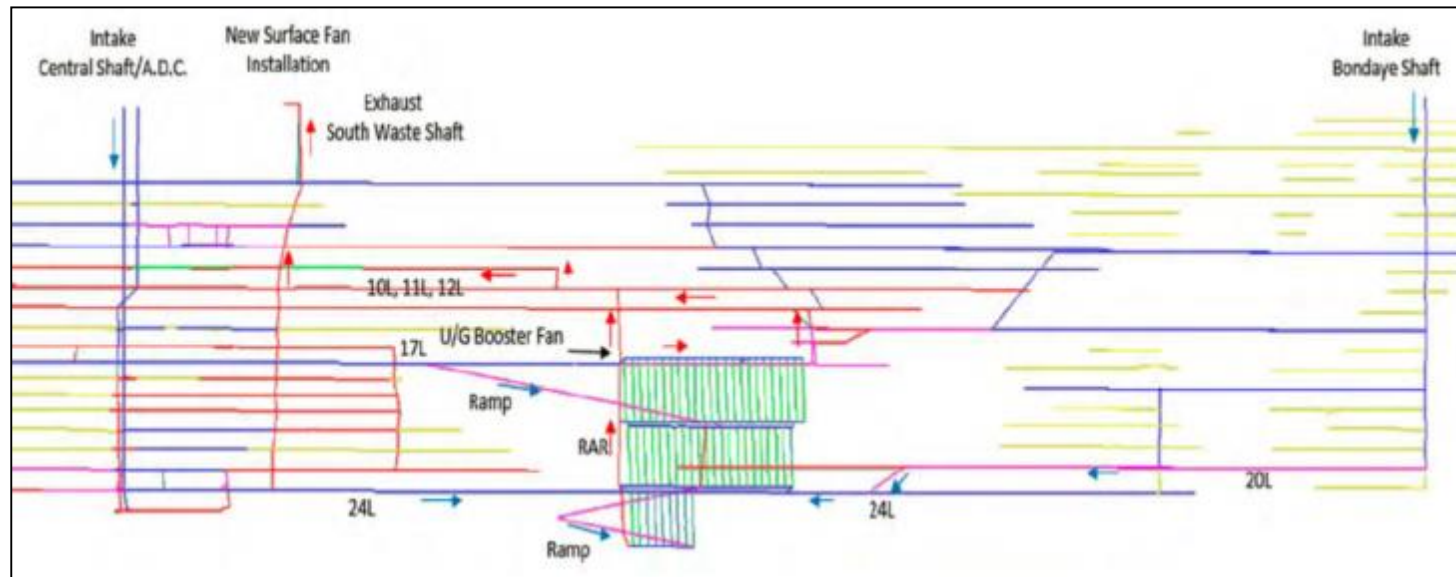 Intake
Central Shaft/A.D.C.
New Surface Fan
Installation
Exhaust
South Waste Shaft
Intake
Bondaye Shaft
10L, 11L, 12L
U/G Booster Fan
17L
Ramp
RAR
20L
24L
24L
Ramp